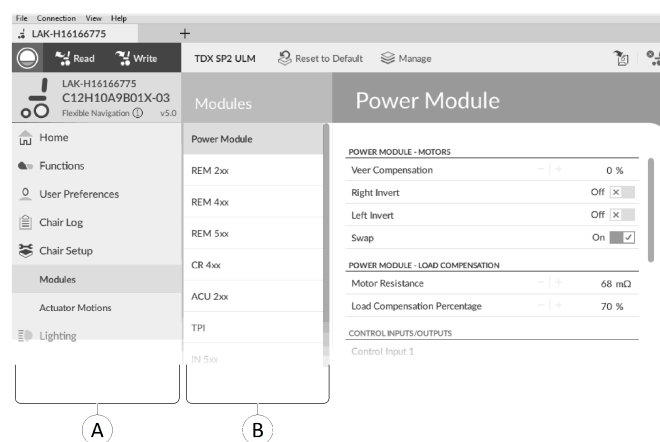 File Connection View Help
LAK-H16166775 +
Read Write TDX SP2 ULM Reset to Default Manage
LAK-H16166775
C12H10A9B01X-03
Flexible Navigation ① v5.0
Modules
Power Module
Home
Functions
User Preferences
Chair Log
Chair Setup
Modules
Actuator Motions
Lighting
Power Module
REM 2xx
REM 4xx
REM 5xx
CR 4xx
ACU 2xx
TPI
IN 5xx
POWER MODULE - MOTORS
Veer Compensation - + 0 %
Right Invert Off
Left Invert Off
Swap On
POWER MODULE - LOAD COMPENSATION
Motor Resistance - + 68 mΩ
Load Compensation Percentage - + 70 %
CONTROL INPUTS/OUTPUTS
Control Input 1
A
B